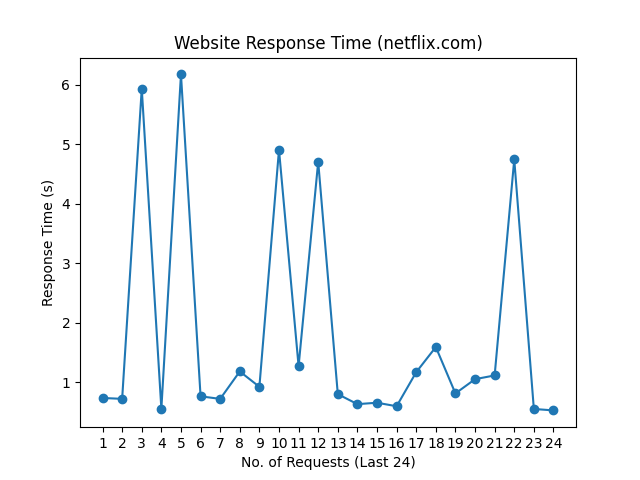 Website Response Time (netflix.com)
Response Time (s)
6
5
4
3
2
1
1 2 3 4 5 6 7 8 9 10 11 12 13 14 15 16 17 18 19 20 21 22 23 24
No. of Requests (Last 24)